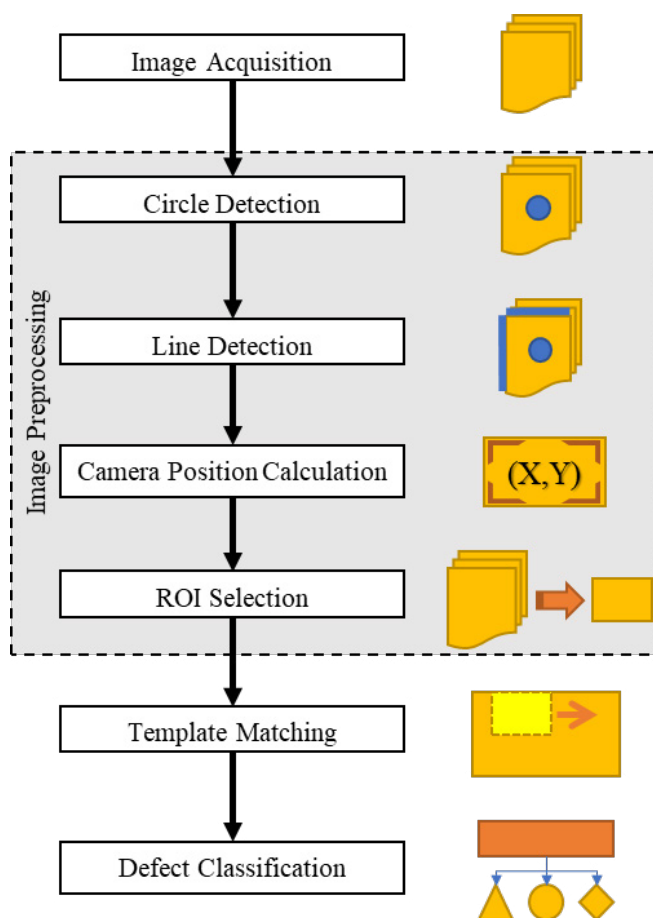 Image Acquisition
Circle Detection
Line Detection
Image Preprocessing
Camera Position Calculation
(X,Y)
ROI Selection
Template Matching
Defect Classification